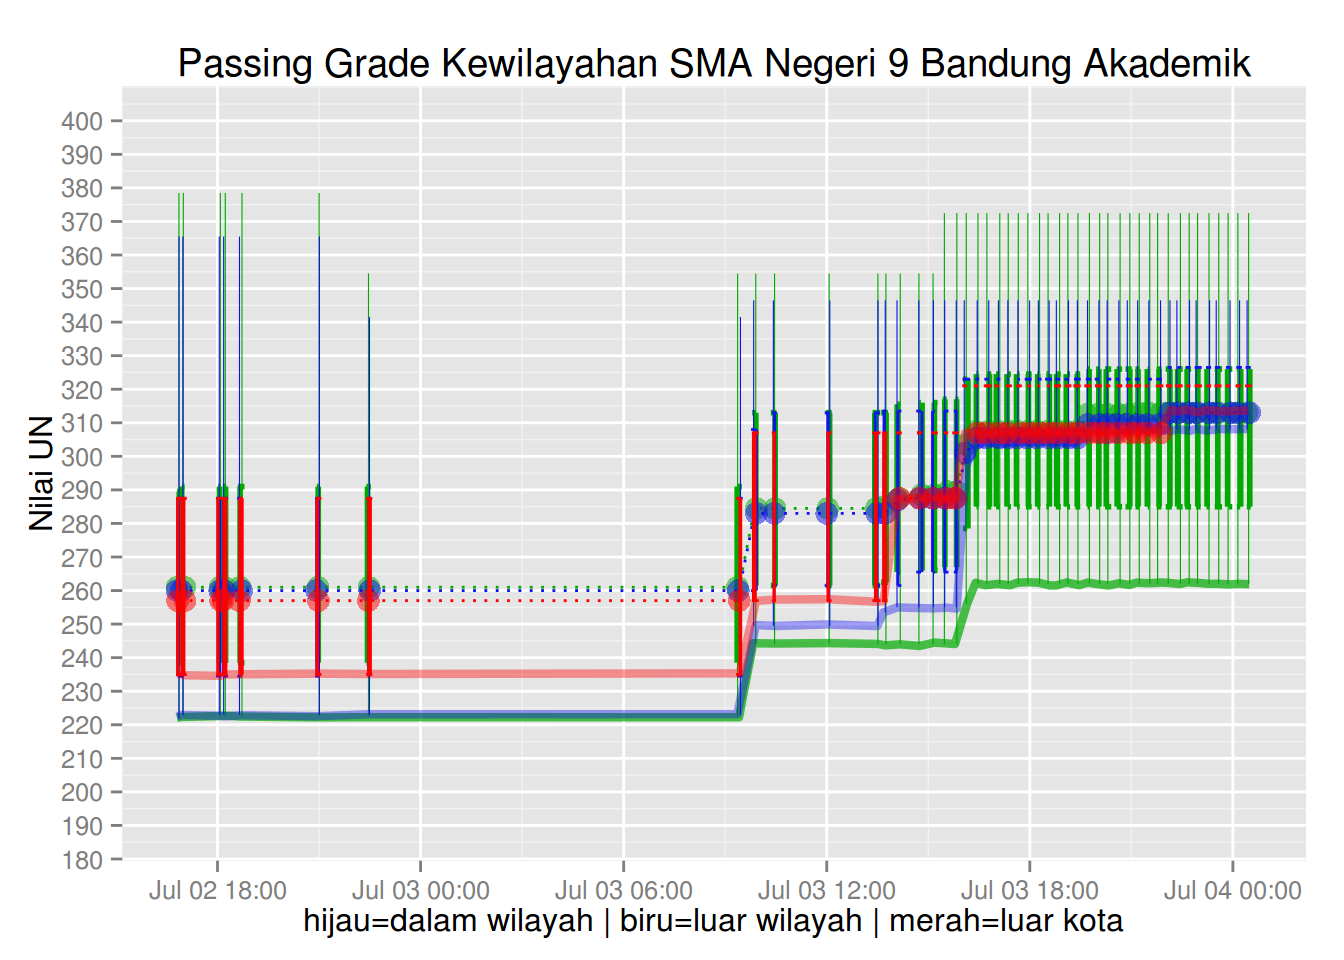 Passing Grade Kewilayahan SMA Negeri 9 Bandung Akademik
Nilai UN
400
390
380
370
360
350
340
330
320
310
300
290
280
270
260
250
240
230
220
210
200
190
180
Jul 02 18:00
Jul 03 00:00
Jul 03 06:00
Jul 03 12:00
Jul 03 18:00
Jul 04 00:00
hijau=dalam wilayah | biru=luar wilayah | merah=luar kota